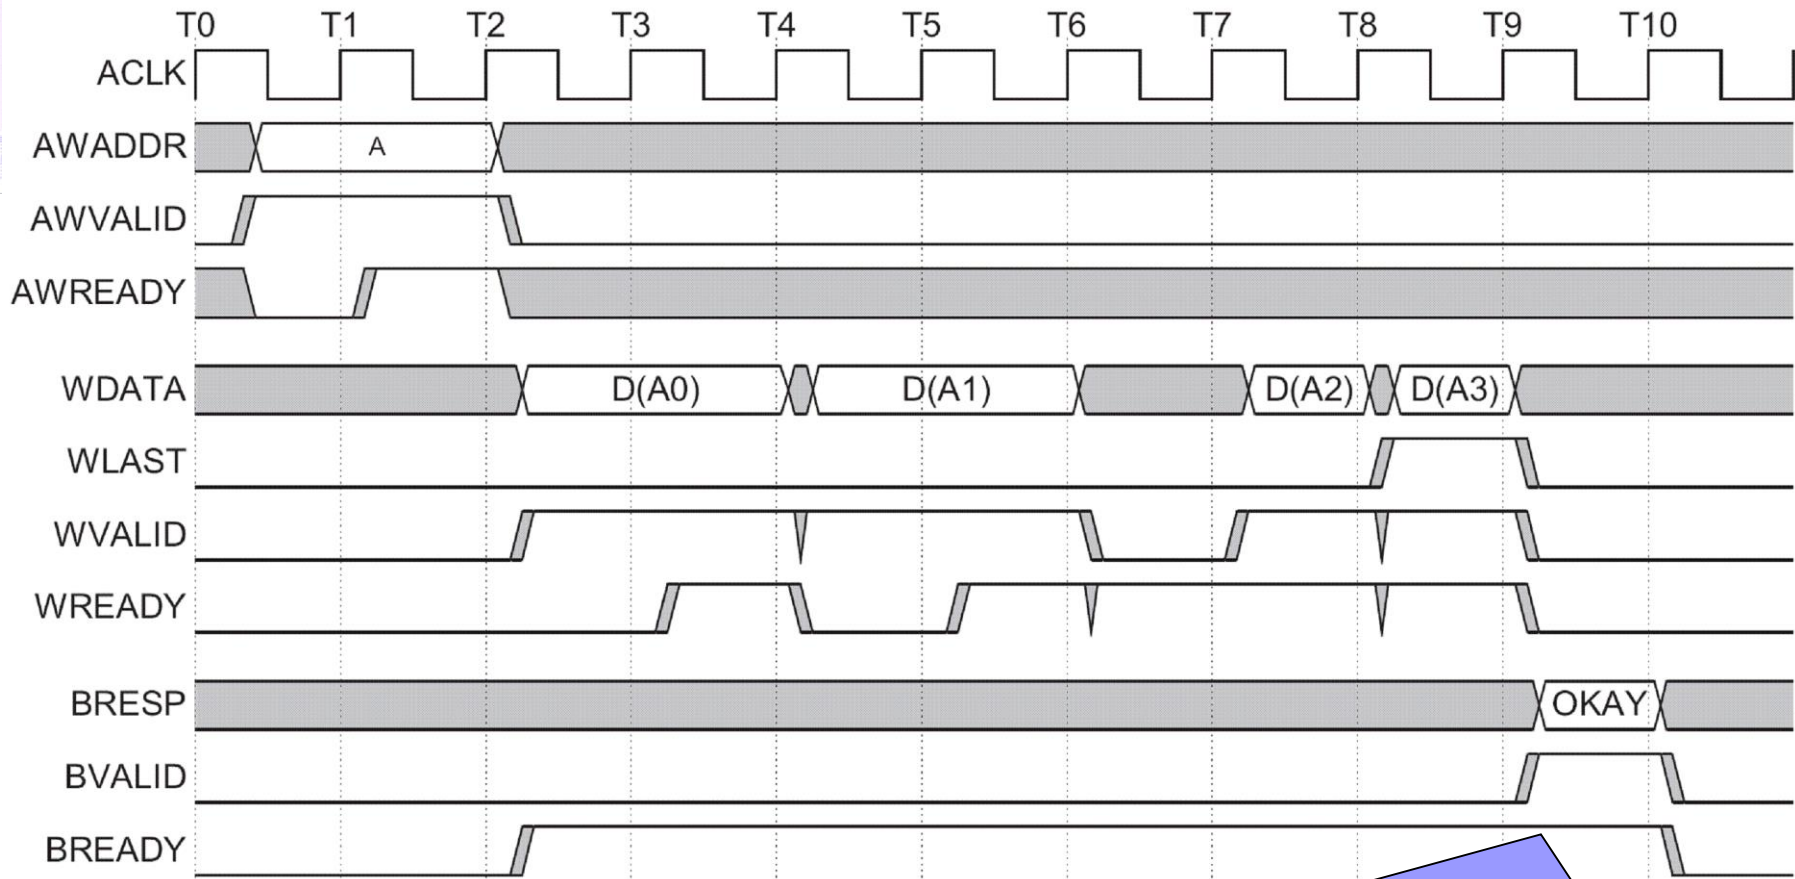 T0 T1 T2 T3 T4 T5 T6 T7 T8 T9 T10
ACLK
AWADDR A
AWVALID
AWREADY
WDATA D(A0) D(A1) D(A2) D(A3)
WLAST
WVALID
WREADY
BRESP OKAY
BVALID
BREADY